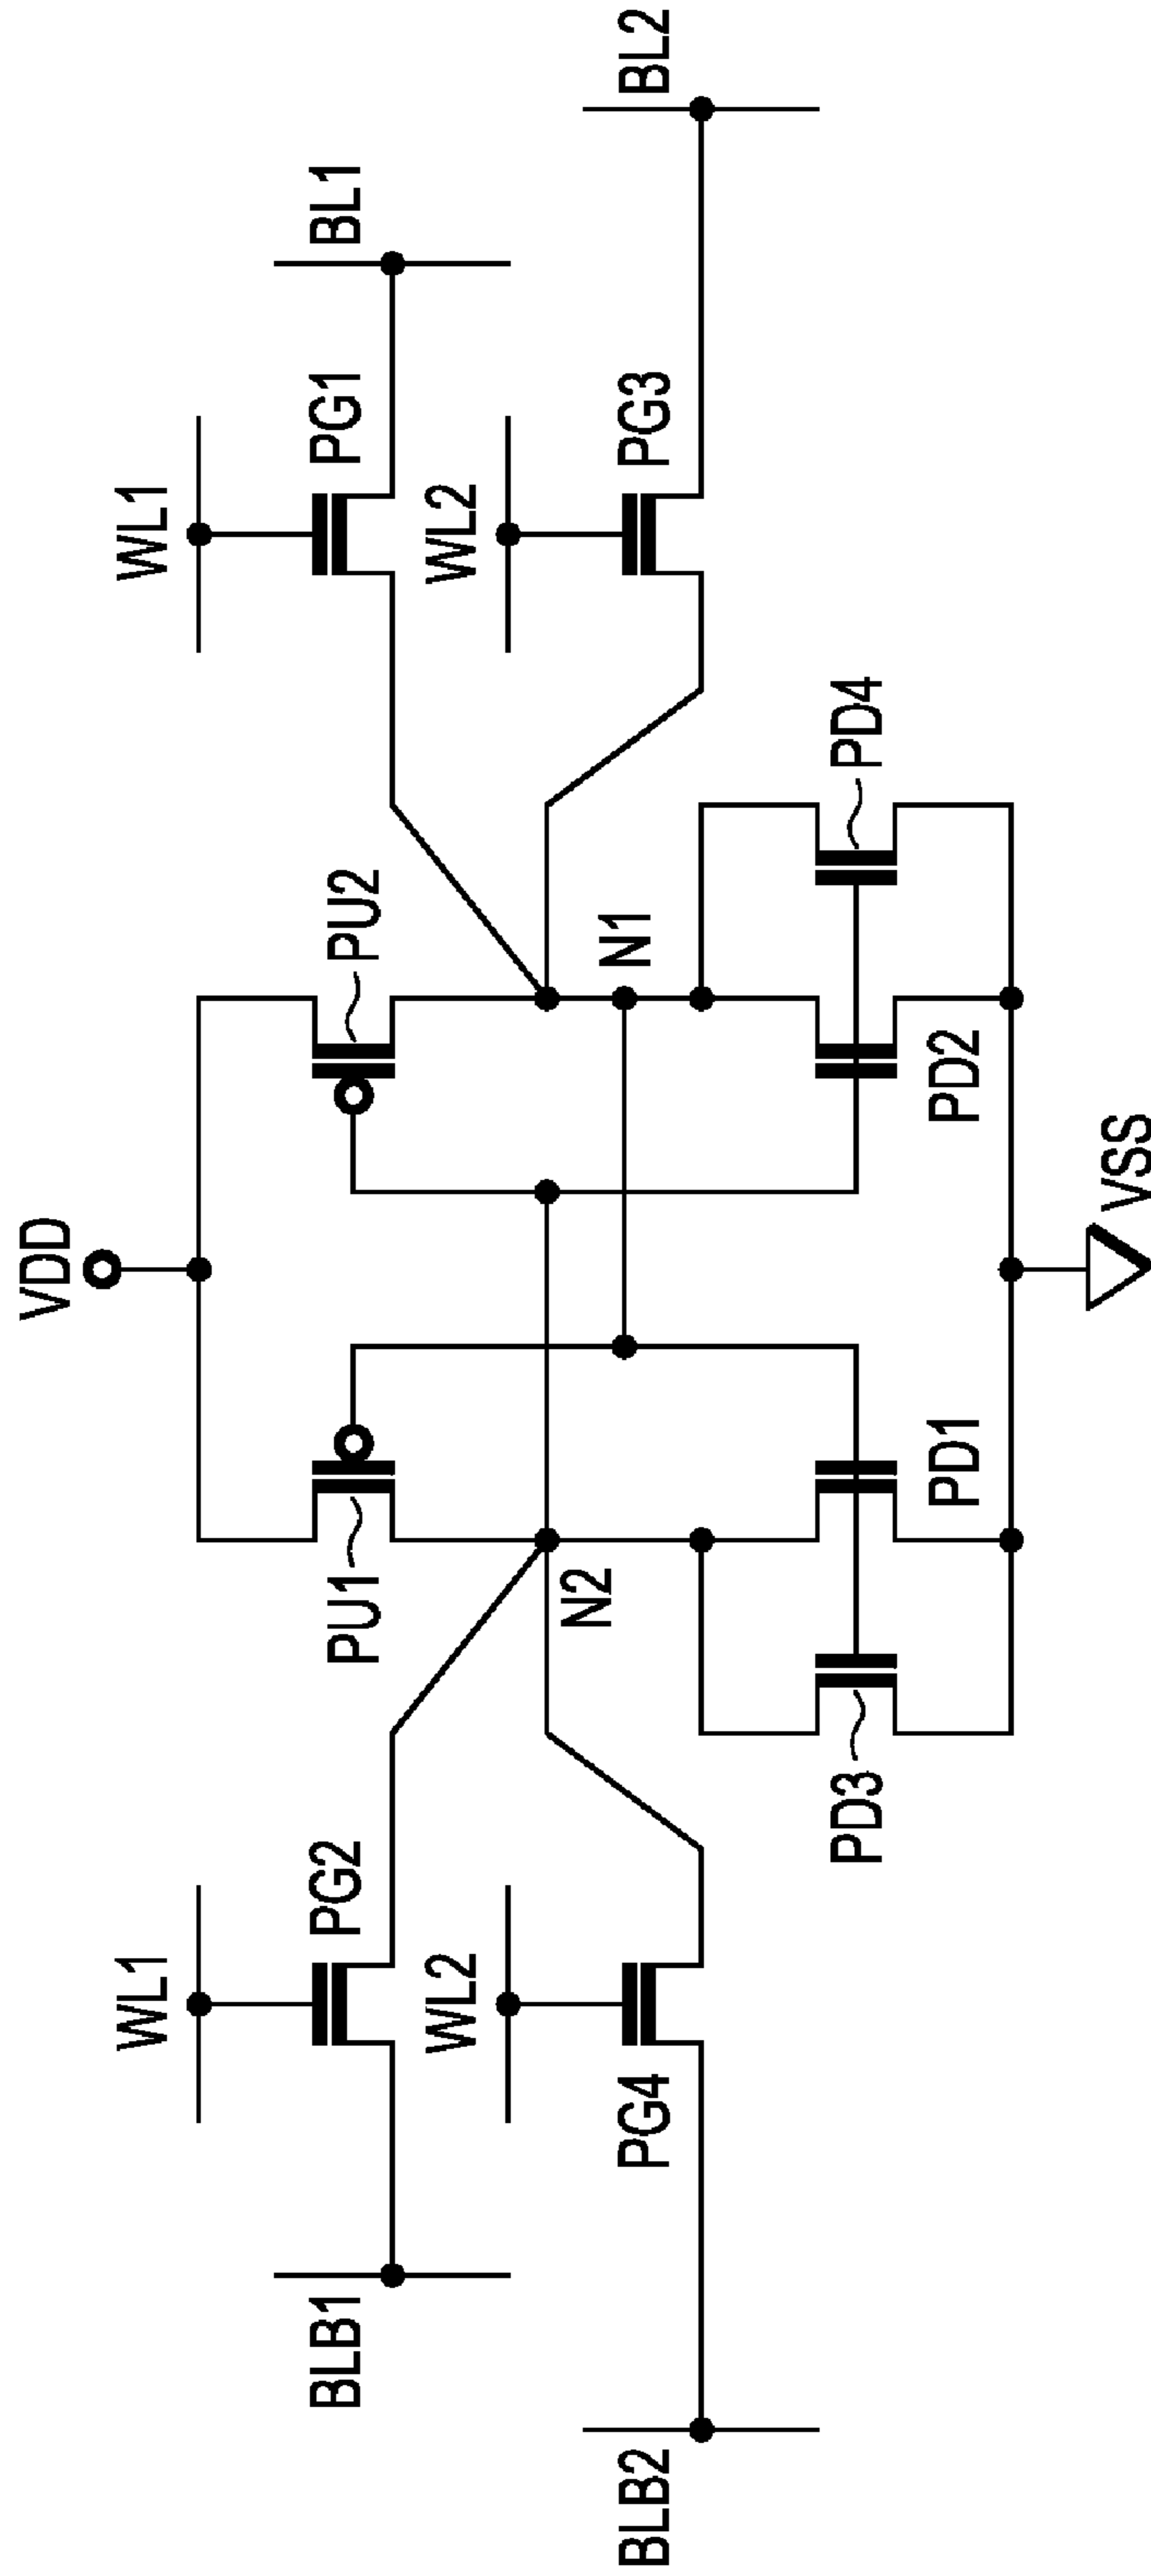 VDD
WL1
WL1
BLB1
PG2
PU1
PU2
PG1
BL1
WL2
WL2
BLB2
PG4
N2
N1
PG3
BL2
PD3
PD4
PD1
PD2
VSS